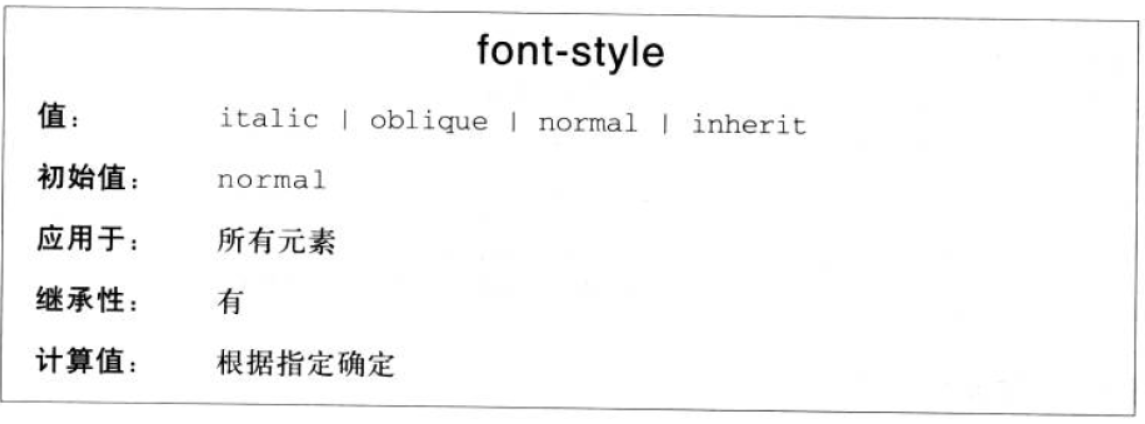 font-style
值： italic | oblique | normal | inherit
初始值： normal
应用于： 所有元素
继承性： 有
计算值： 根据指定确定